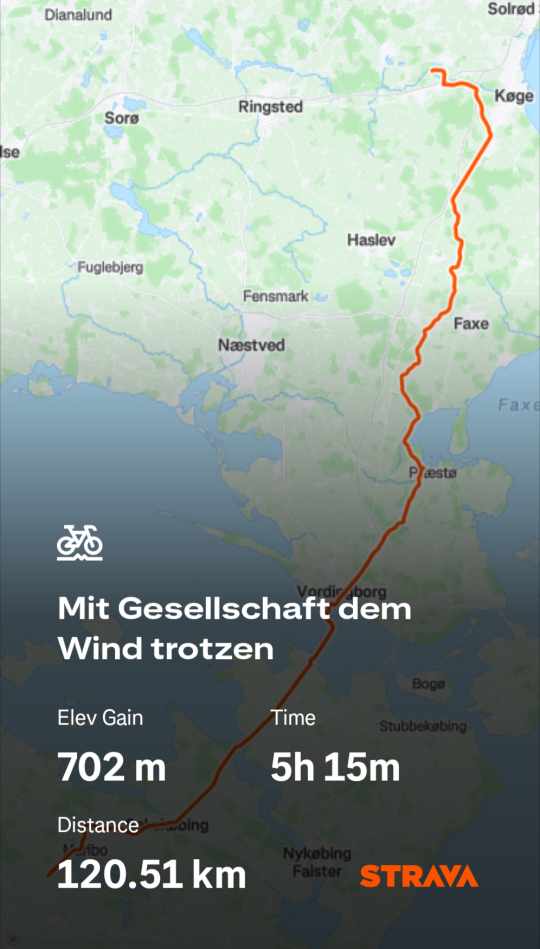 Dianalund
Solrød S
Køge
Ringsted
Sorø
lse
Haslev
Fuglebjerg
Fensmark
Faxe
Næstved
Faxe
Præstø
Vordingborg
Mit Gesellschaft dem
Wind trotzen
Bogø
Stubbekøbing
Elev Gain
Time
702 m
5h 15m
Distance
Nykøbing
Falster
120.51 km
STRAVA